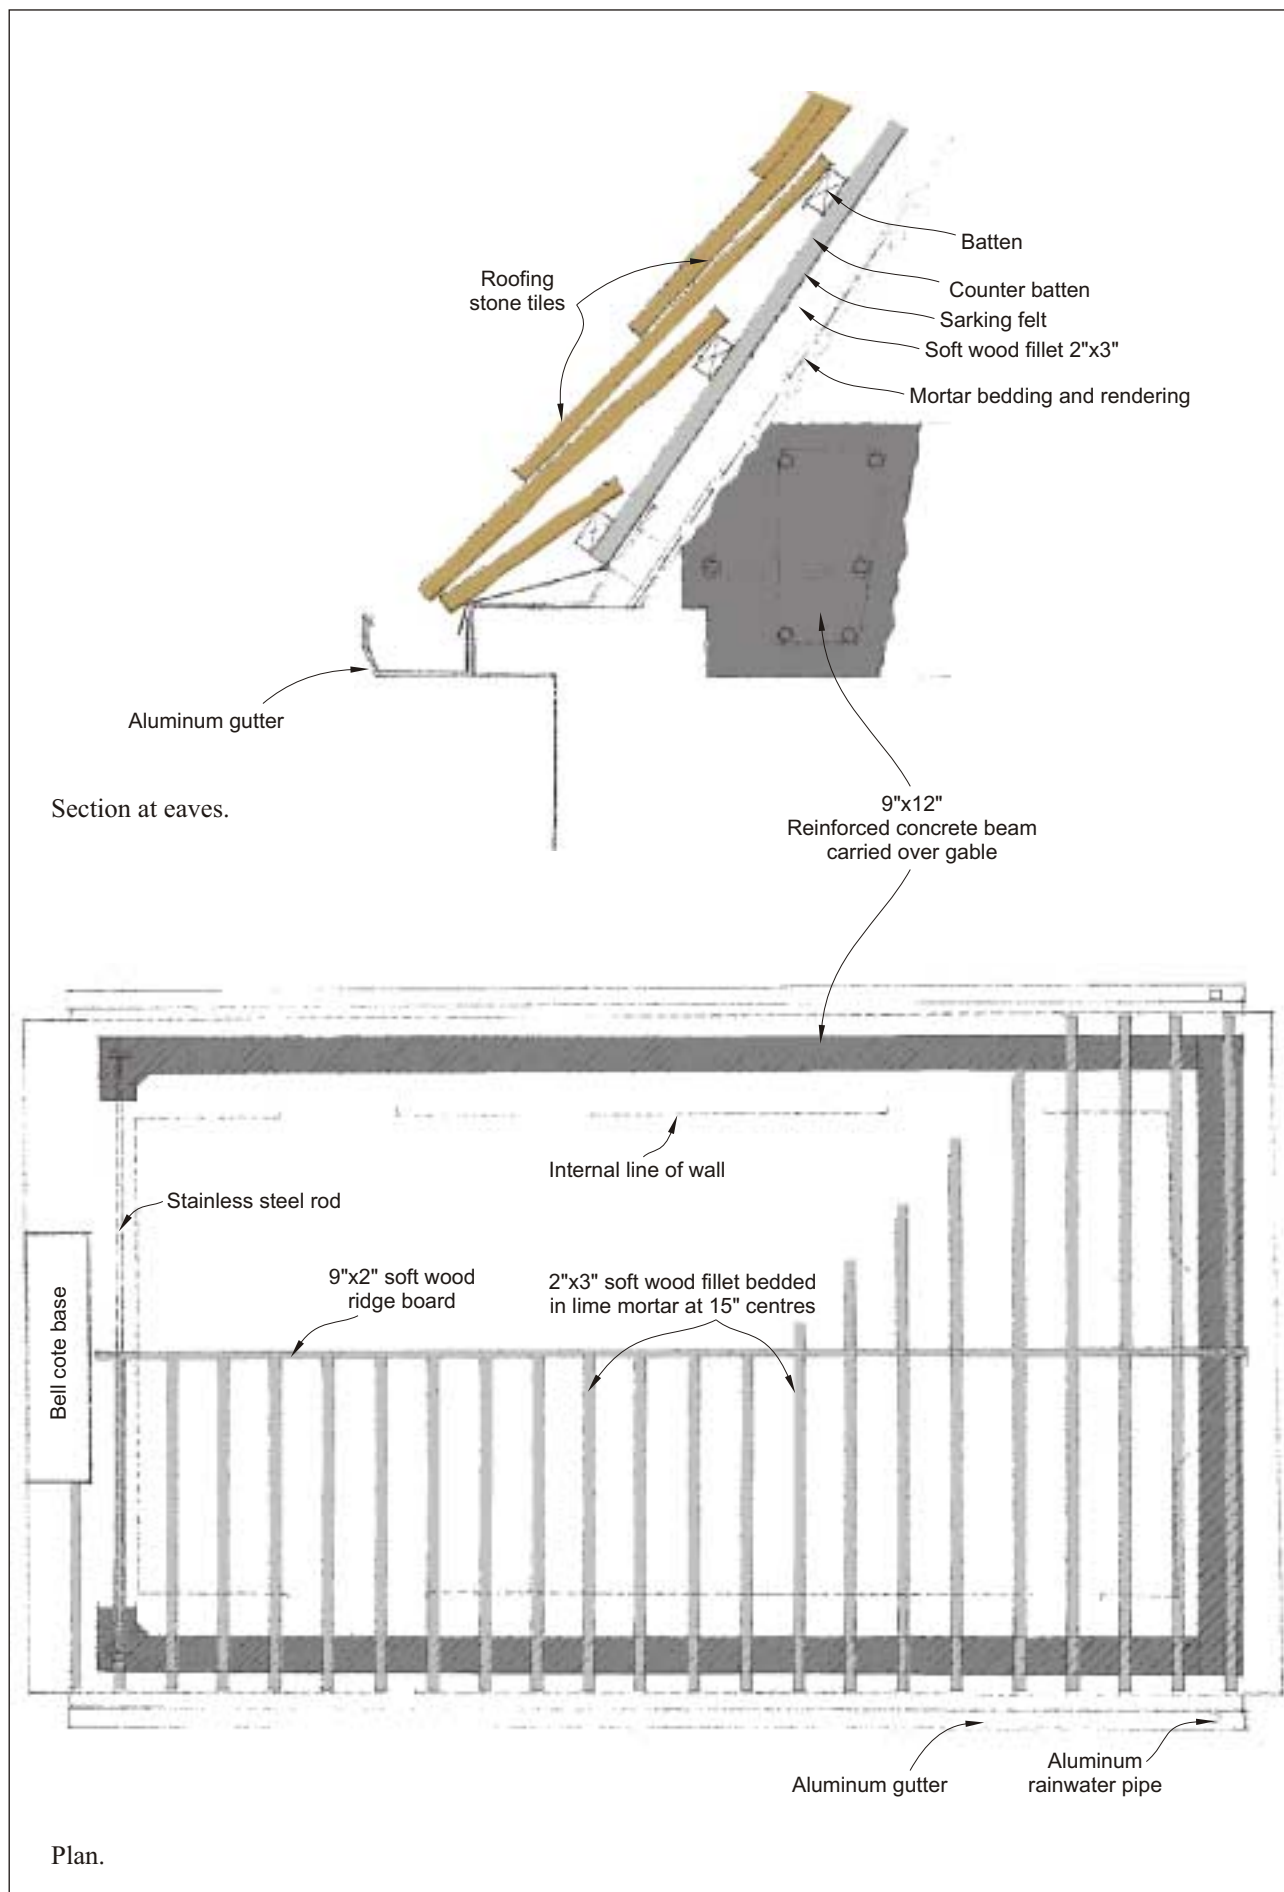 Batten
Roofing
stone tiles
Counter batten
Sarking felt
Soft wood fillet 2"x3"
Mortar bedding and rendering
Aluminum gutter
Section at eaves.
9"x12"
Reinforced concrete beam
carried over gable
Internal line of wall
Stainless steel rod
9"x2" soft wood
ridge board
2"x3" soft wood fillet bedded
in lime mortar at 15" centres
Bell cote base
Aluminum gutter
Aluminum
rainwater pipe
Plan.